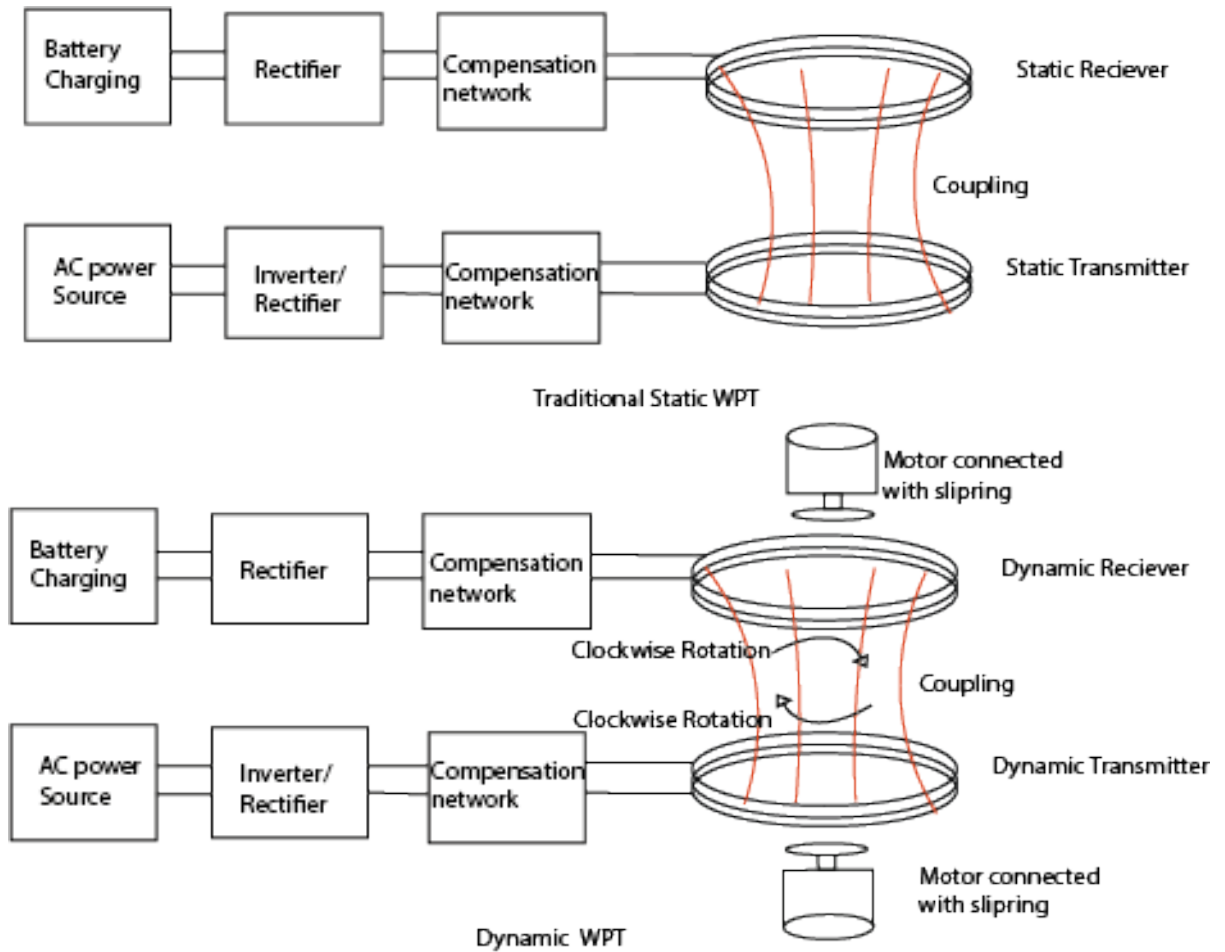 Battery
Charging
Rectifier
Compensation
network
Static Reciever
Coupling
AC power
Source
Inverter/
Rectifier
Compensation
network
Static Transmitter
Traditional Static WPT
Motor connected
with slipring
Battery
Charging
Rectifier
Compensation
network
Dynamic Reciever
Clockwise Rotation
Coupling
Clockwise Rotation
AC power
Source
Inverter/
Rectifier
Compensation
network
Dynamic Transmitter
Motor connected
with slipring
Dynamic WPT